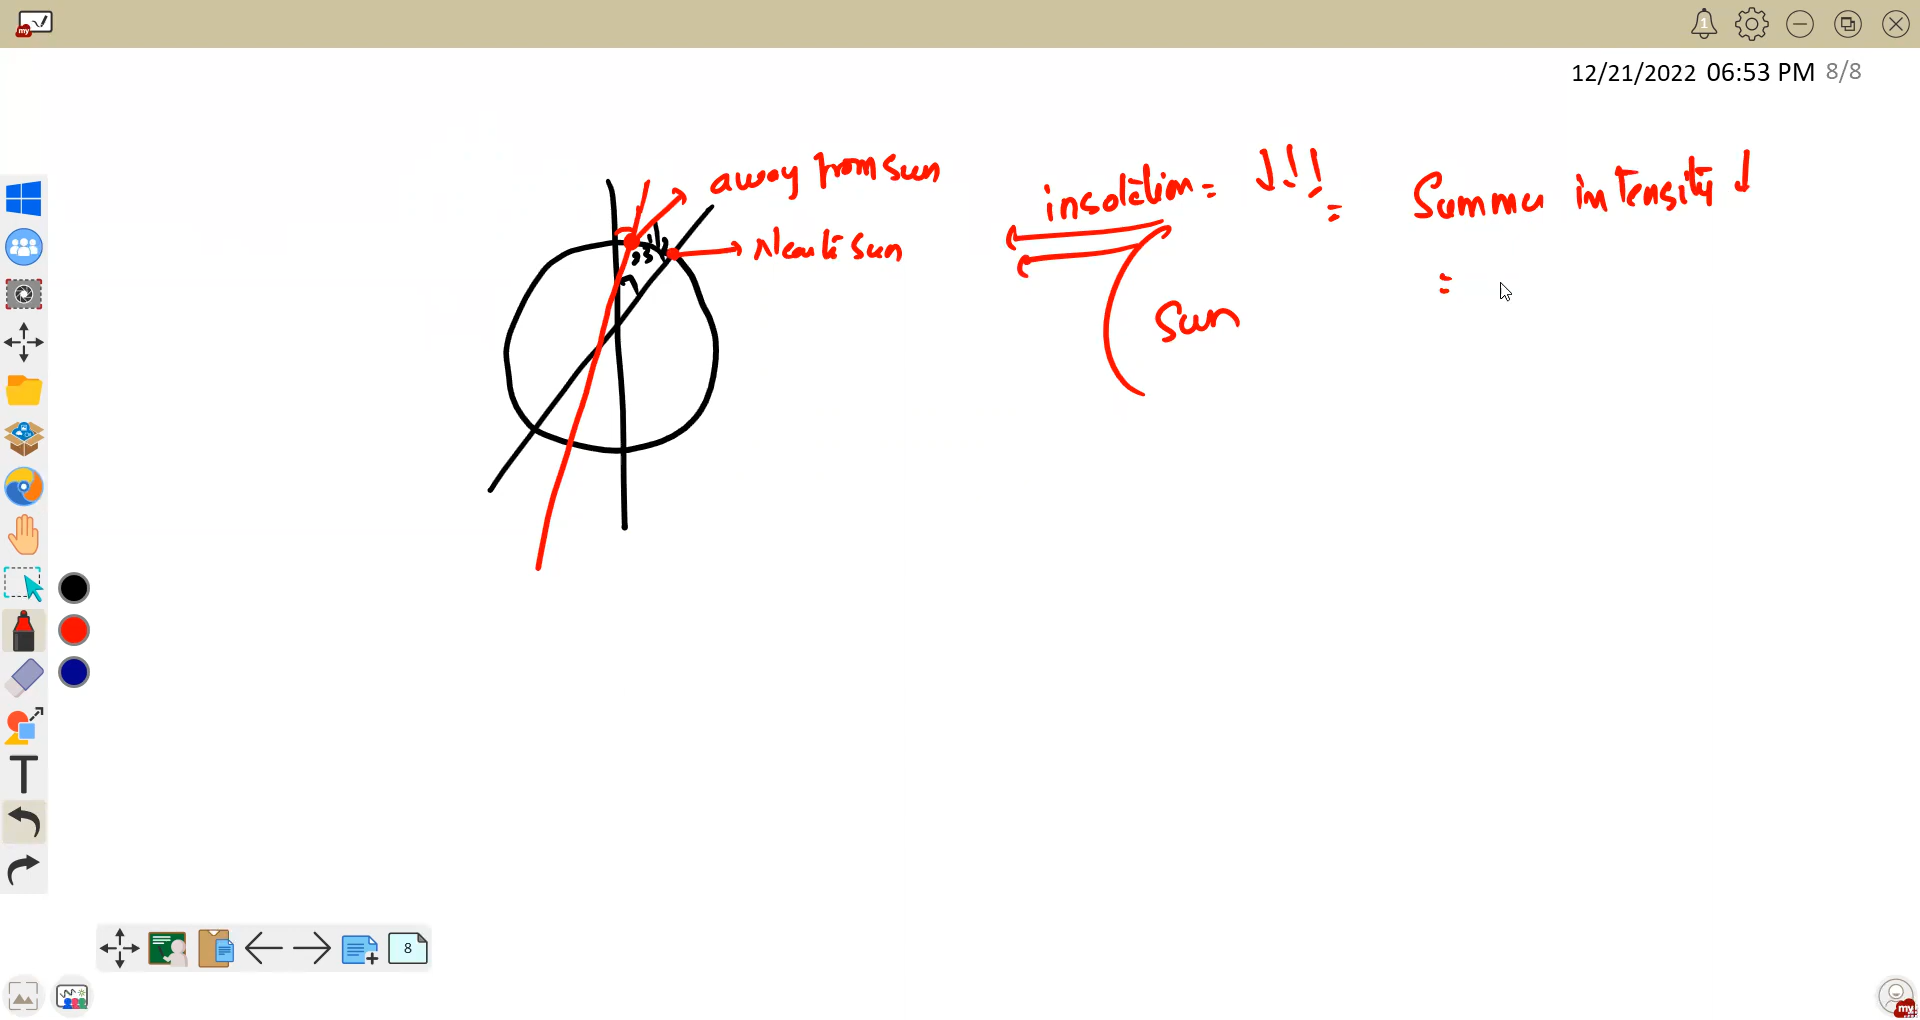 12/21/2022 06:53 PM 8/8
away from sun
insolation = ↓!!! = Summer intensity ↓
Near to Sun
=
Sun
8